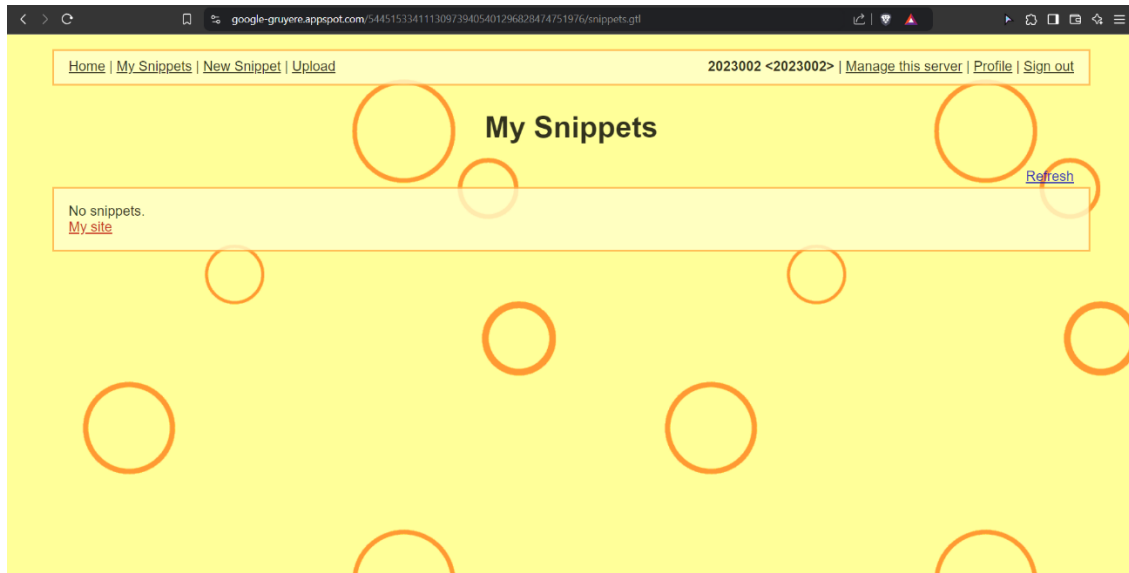 google-gruyere.appspot.com/544515334111309739405401296828474751976/snippets.gtl
Home | My Snippets | New Snippet | Upload
2023002 <2023002> | Manage this server | Profile | Sign out
My Snippets
Refresh
No snippets.
My site